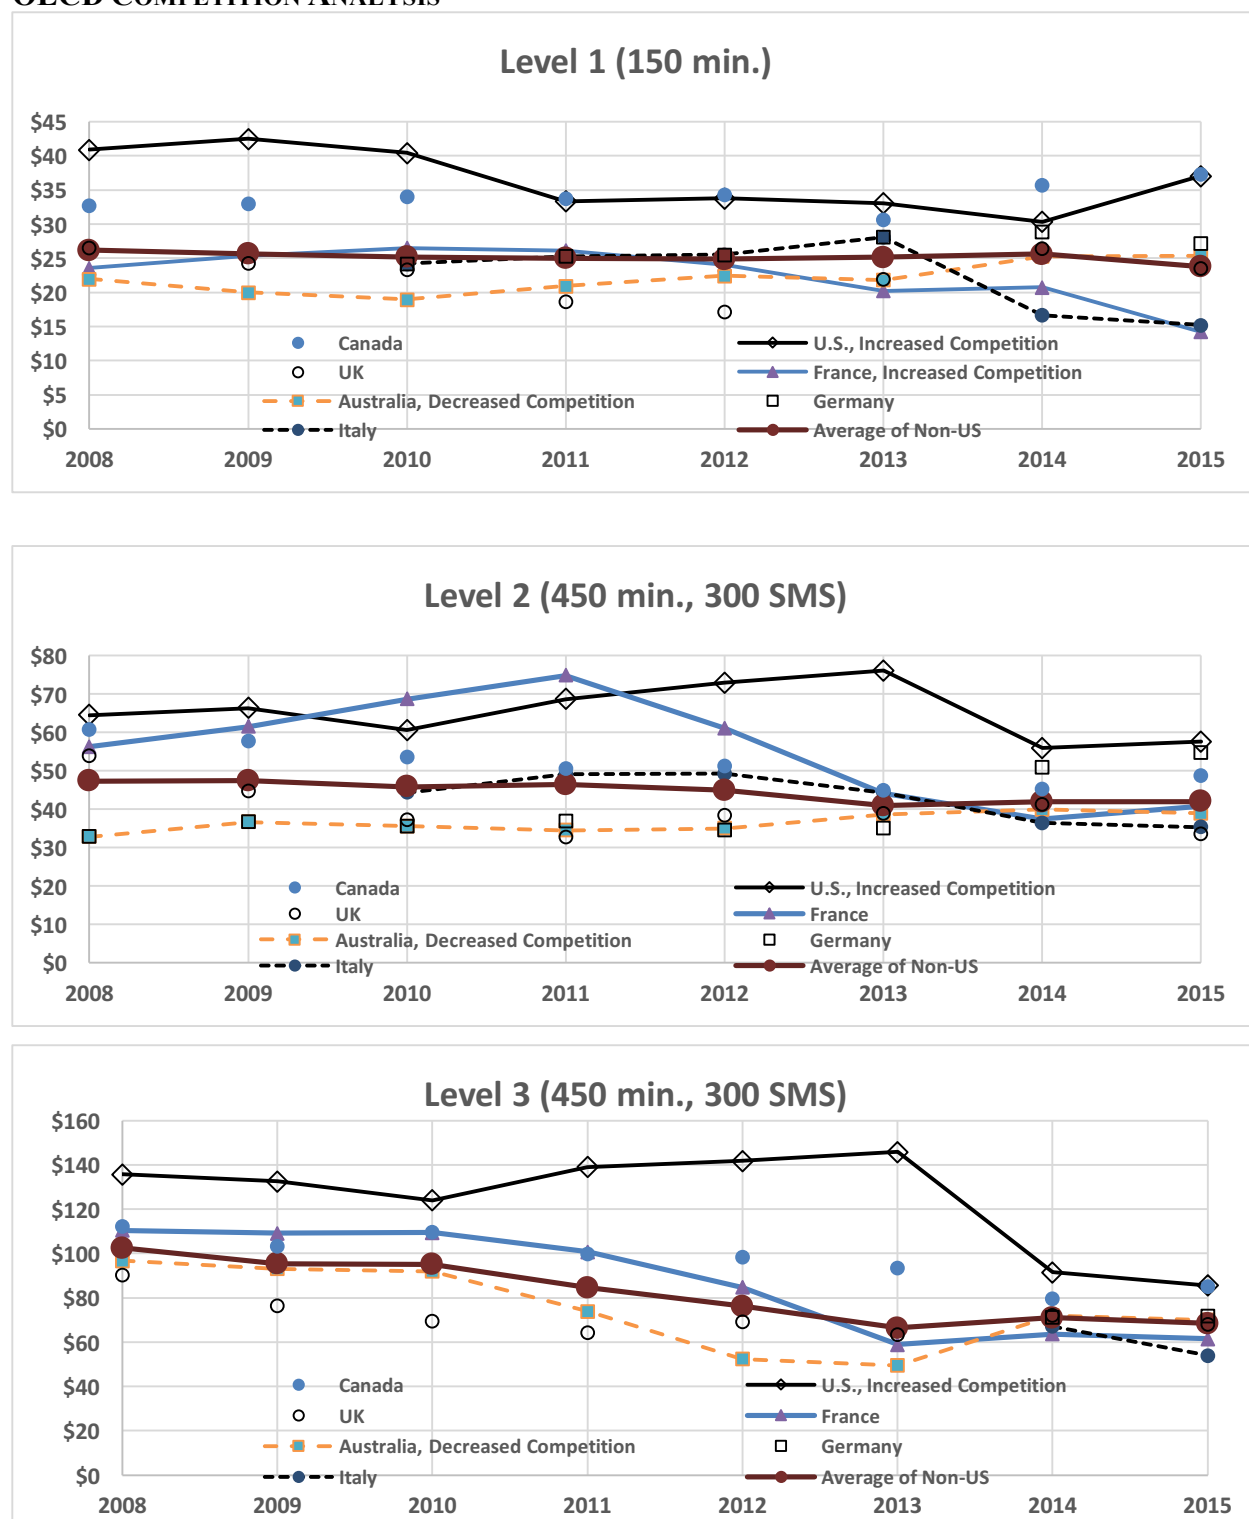 OECD COMPETITION ANALYSIS
Level 1 (150 min.)
$45
$40
$35
$30
$25
$20
$15
$10
$5
$0
Canada
U.S., Increased Competition
UK
France, Increased Competition
Australia, Decreased Competition
Germany
Italy
Average of Non-US
2008 2009 2010 2011 2012 2013 2014 2015
Level 2 (450 min., 300 SMS)
$80
$70
$60
$50
$40
$30
$20
$10
$0
Canada
U.S., Increased Competition
UK
France
Australia, Decreased Competition
Germany
Italy
Average of Non-US
2008 2009 2010 2011 2012 2013 2014 2015
Level 3 (450 min., 300 SMS)
$160
$140
$120
$100
$80
$60
$40
$20
$0
Canada
U.S., Increased Competition
UK
France
Australia, Decreased Competition
Germany
Italy
Average of Non-US
2008 2009 2010 2011 2012 2013 2014 2015